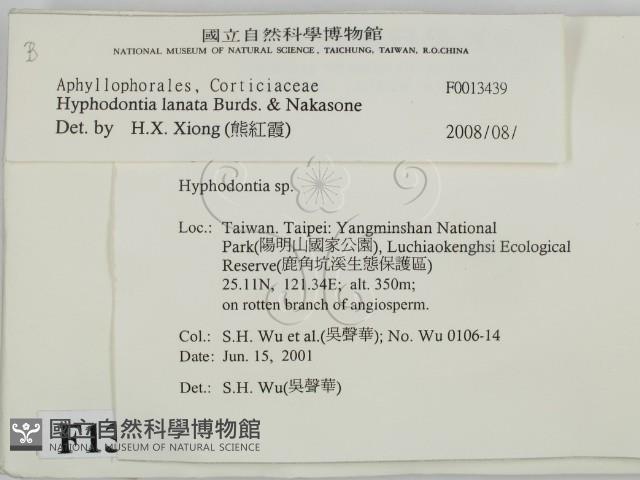 B
國立自然科學博物館
NATIONAL MUSEUM OF NATURAL SCIENCE, TAICHUNG, TAIWAN, R.O.CHINA
Aphyllophorales, Corticiaceae F0013439
Hyphodontia lanata Burds. & Nakasone
Det. by H.X. Xiong (熊紅霞) 2008/08/
Hyphodontia sp.
Loc.: Taiwan. Taipei: Yangminshan National
Park(陽明山國家公園), Luchiaokenghsi Ecological
Reserve(鹿角坑溪生態保護區)
25.11N, 121.34E; alt. 350m;
on rotten branch of angiosperm.
Col.: S.H. Wu et al.(吳聲華); No. Wu 0106-14
Date: Jun. 15, 2001
Det.: S.H. Wu(吳聲華)
國立自然科學博物館
NATIONAL MUSEUM OF NATURAL SCIENCE